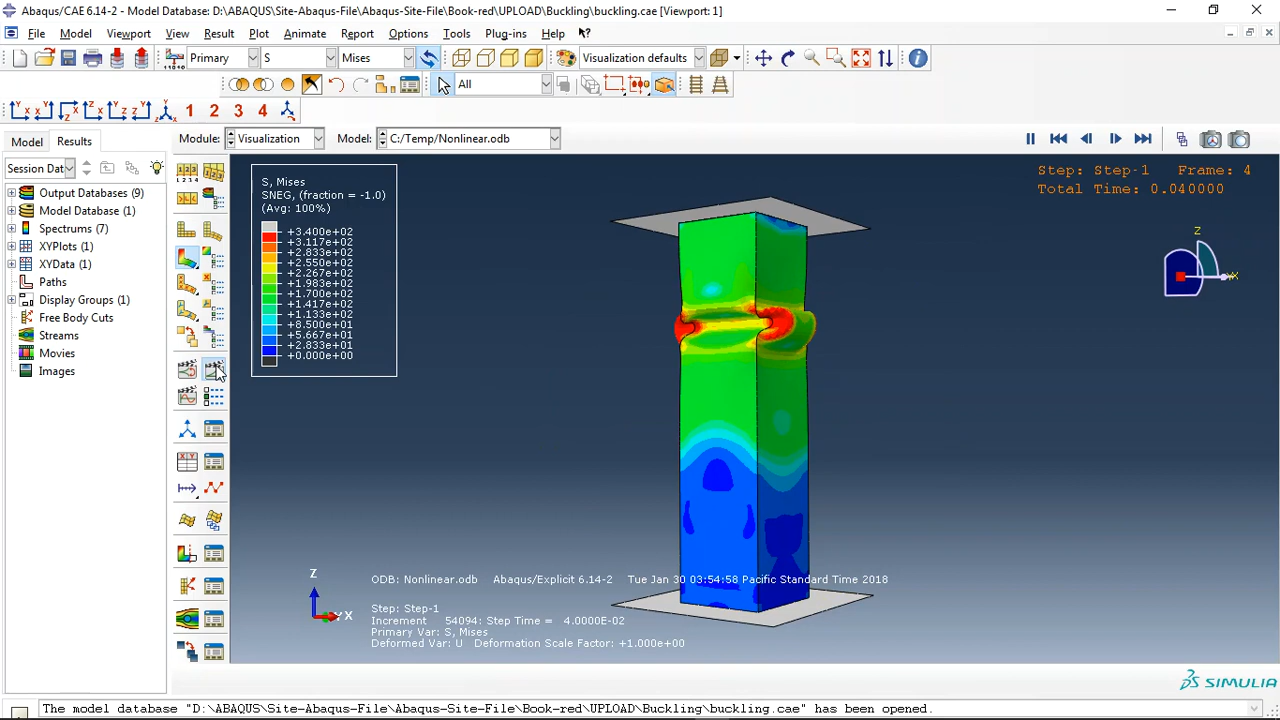 Abaqus/CAE 6.14-2 - Model Database: D:\ABAQUS\Site-Abaqus-File\Abaqus-Site-File\Book-red\UPLOAD\Buckling\buckling.cae [Viewport: 1]
File Model Viewport View Result Plot Animate Report Options Tools Plug-ins Help
Primary S Mises Visualization defaults
All
1 2 3 4
Model Results Module: Visualization Model: C:/Temp/Nonlinear.odb
Session Dat
Output Databases (9)
Model Database (1)
Spectrums (7)
XYPlots (1)
XYData (1)
Paths
Display Groups (1)
Free Body Cuts
Streams
Movies
Images
S, Mises
SNEG, (fraction = -1.0)
(Avg: 100%)
+3.400e+02
+3.117e+02
+2.833e+02
+2.550e+02
+2.267e+02
+1.983e+02
+1.700e+02
+1.417e+02
+1.133e+02
+8.500e+01
+5.667e+01
+2.833e+01
+0.000e+00
Step: Step-1 Frame: 4
Total Time: 0.040000
Z
X
Z
Y X
ODB: Nonlinear.odb Abaqus/Explicit 6.14-2 Tue Jan 30 03:54:58 Pacific Standard Time 2018
Step: Step-1
Increment 54094: Step Time = 4.0000E-02
Primary Var: S, Mises
Deformed Var: U Deformation Scale Factor: +1.000e+00
SIMULIA
The model database "D:\ABAQUS\Site-Abaqus-File\Abaqus-Site-File\Book-red\UPLOAD\Buckling\buckling.cae" has been opened.